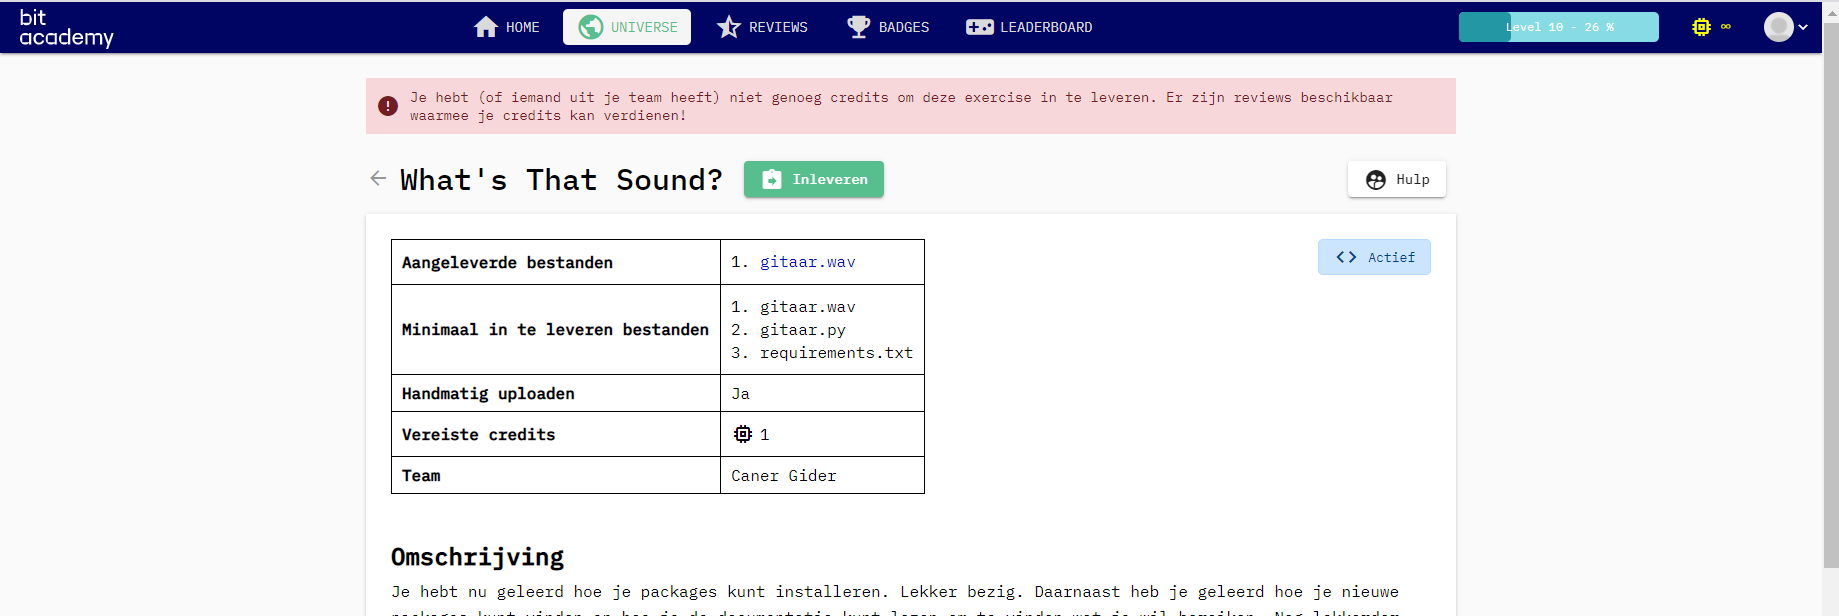 bit
academy
HOME
UNIVERSE
REVIEWS
BADGES
LEADERBOARD
Level 10 - 26 %
∞
Je hebt (of iemand uit je team heeft) niet genoeg credits om deze exercise in te leveren. Er zijn reviews beschikbaar
waarmee je credits kan verdienen!
What's That Sound?
Inleveren
Hulp
Actief
Aangeleverde bestanden
1. gitaar.wav
Minimaal in te leveren bestanden
1. gitaar.wav
2. gitaar.py
3. requirements.txt
Handmatig uploaden
Ja
Vereiste credits
1
Team
Caner Gider
Omschrijving
Je hebt nu geleerd hoe je packages kunt installeren. Lekker bezig. Daarnaast heb je geleerd hoe je nieuwe